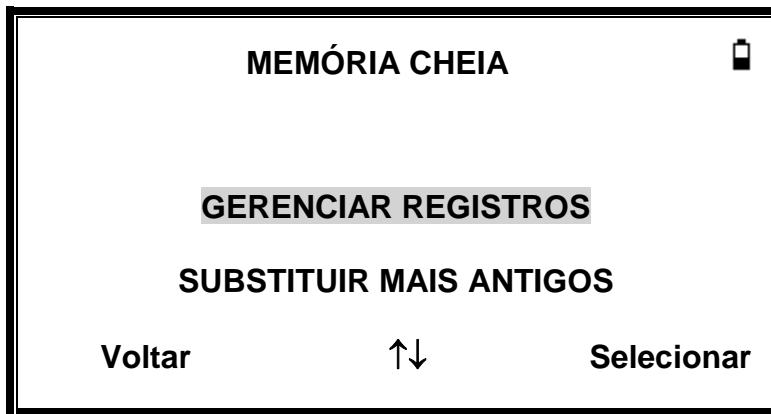 MEMÓRIA CHEIA
GERENCIAR REGISTROS
SUBSTITUIR MAIS ANTIGOS
Voltar ↑↓ Selecionar